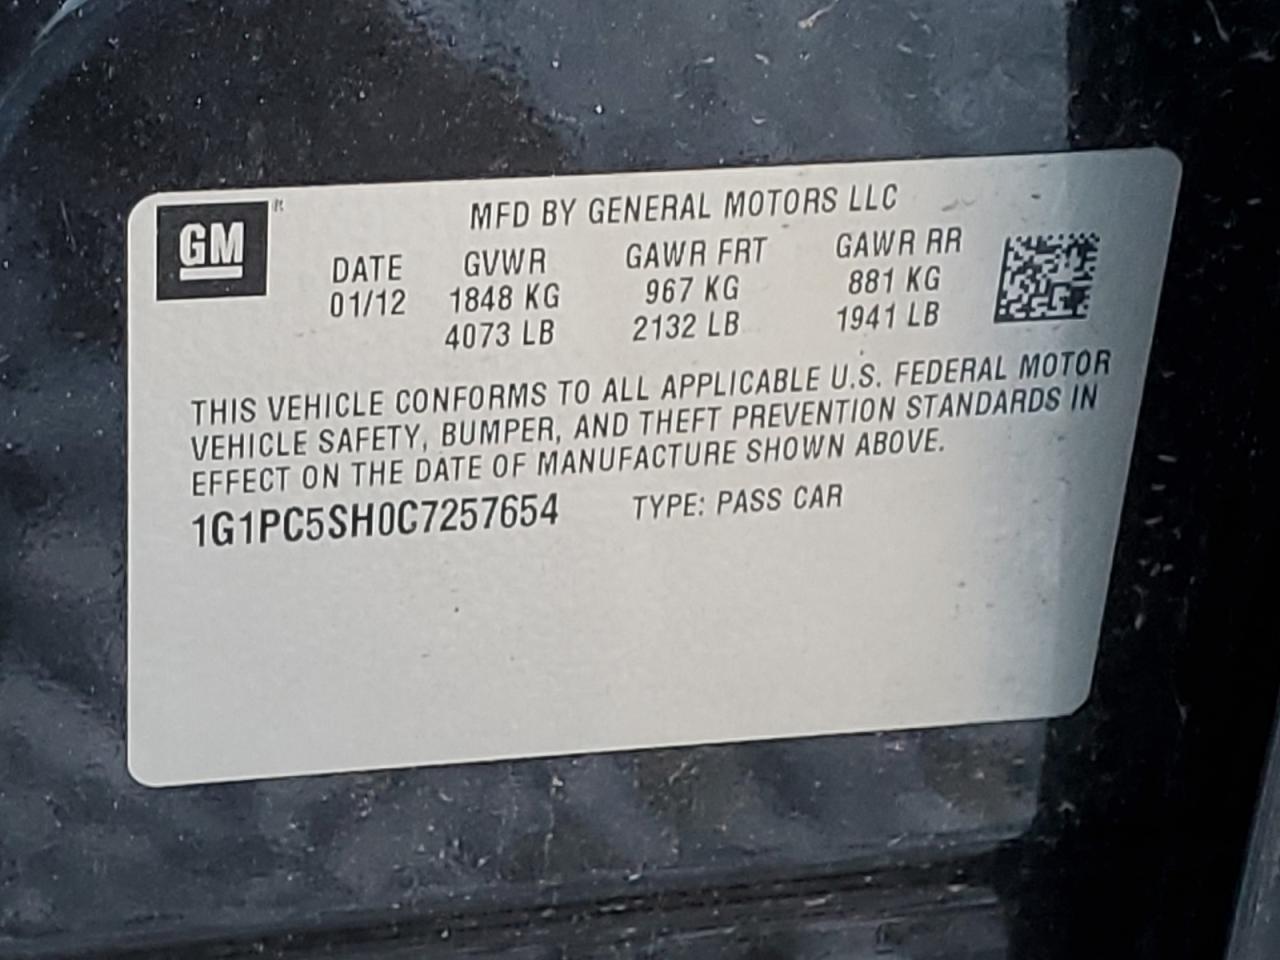 GM ®
MFD BY GENERAL MOTORS LLC
DATE GVWR GAWR FRT GAWR RR
01/12 1848 KG 967 KG 881 KG
4073 LB 2132 LB 1941 LB
THIS VEHICLE CONFORMS TO ALL APPLICABLE U.S. FEDERAL MOTOR
VEHICLE SAFETY, BUMPER, AND THEFT PREVENTION STANDARDS IN
EFFECT ON THE DATE OF MANUFACTURE SHOWN ABOVE.
1G1PC5SH0C7257654 TYPE: PASS CAR